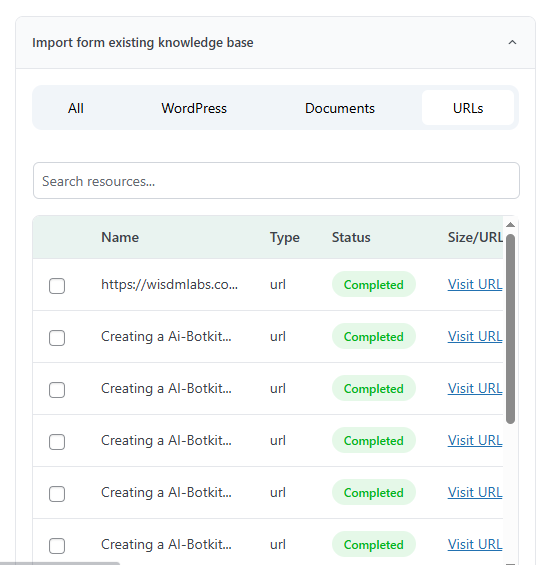 Import form existing knowledge base
All WordPress Documents URLs
Search resources...
Name Type Status Size/URL
https://wisdmlabs.co... url Completed Visit URL
Creating a Ai-Botkit... url Completed Visit URL
Creating a AI-Botkit... url Completed Visit URL
Creating a AI-Botkit... url Completed Visit URL
Creating a AI-Botkit... url Completed Visit URL
Creating a AI-Botkit... url Completed Visit URL